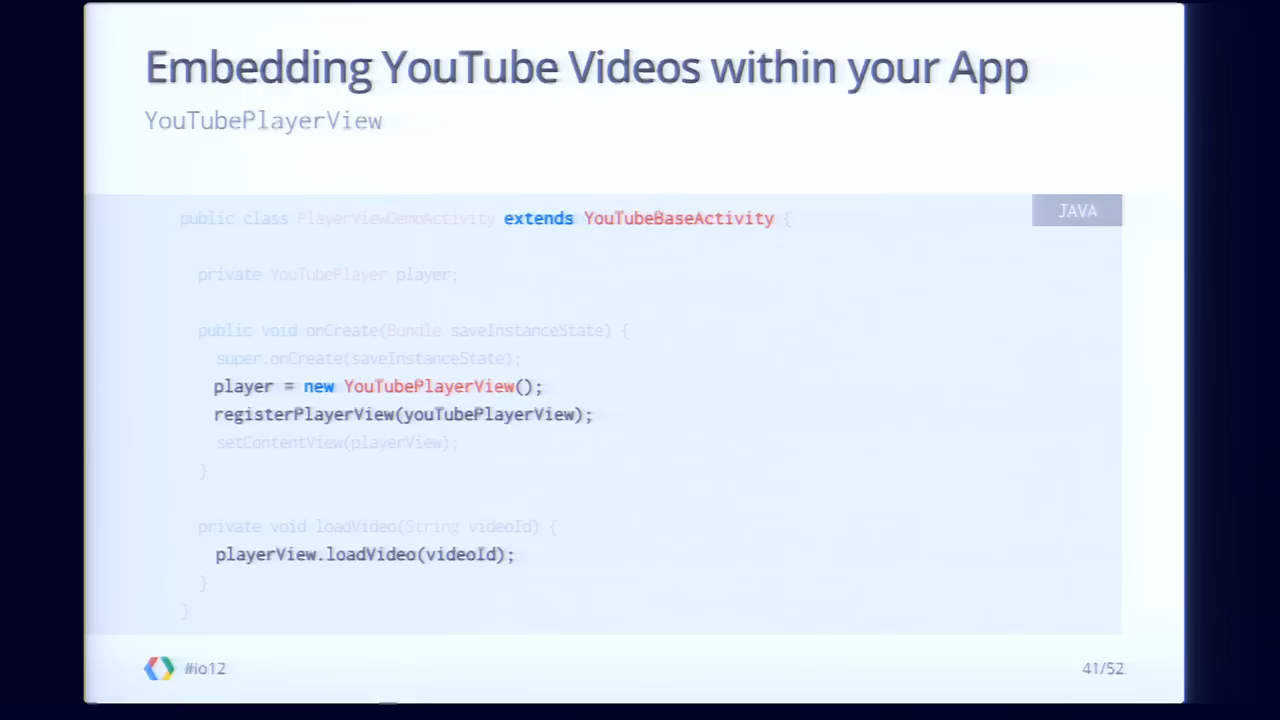 Embedding YouTube Videos within your App
YouTubePlayerView
JAVA
public class PlayerViewDemoActivity extends YouTubeBaseActivity {
private YouTubePlayer player;
public void onCreate(Bundle saveInstanceState) {
super.onCreate(saveInstanceState);
player = new YouTubePlayerView();
registerPlayerView(youTubePlayerView);
setContentView(playerView);
}
private void loadVideo(String videoId) {
playerView.loadVideo(videoId);
}
}
#io12
41/52